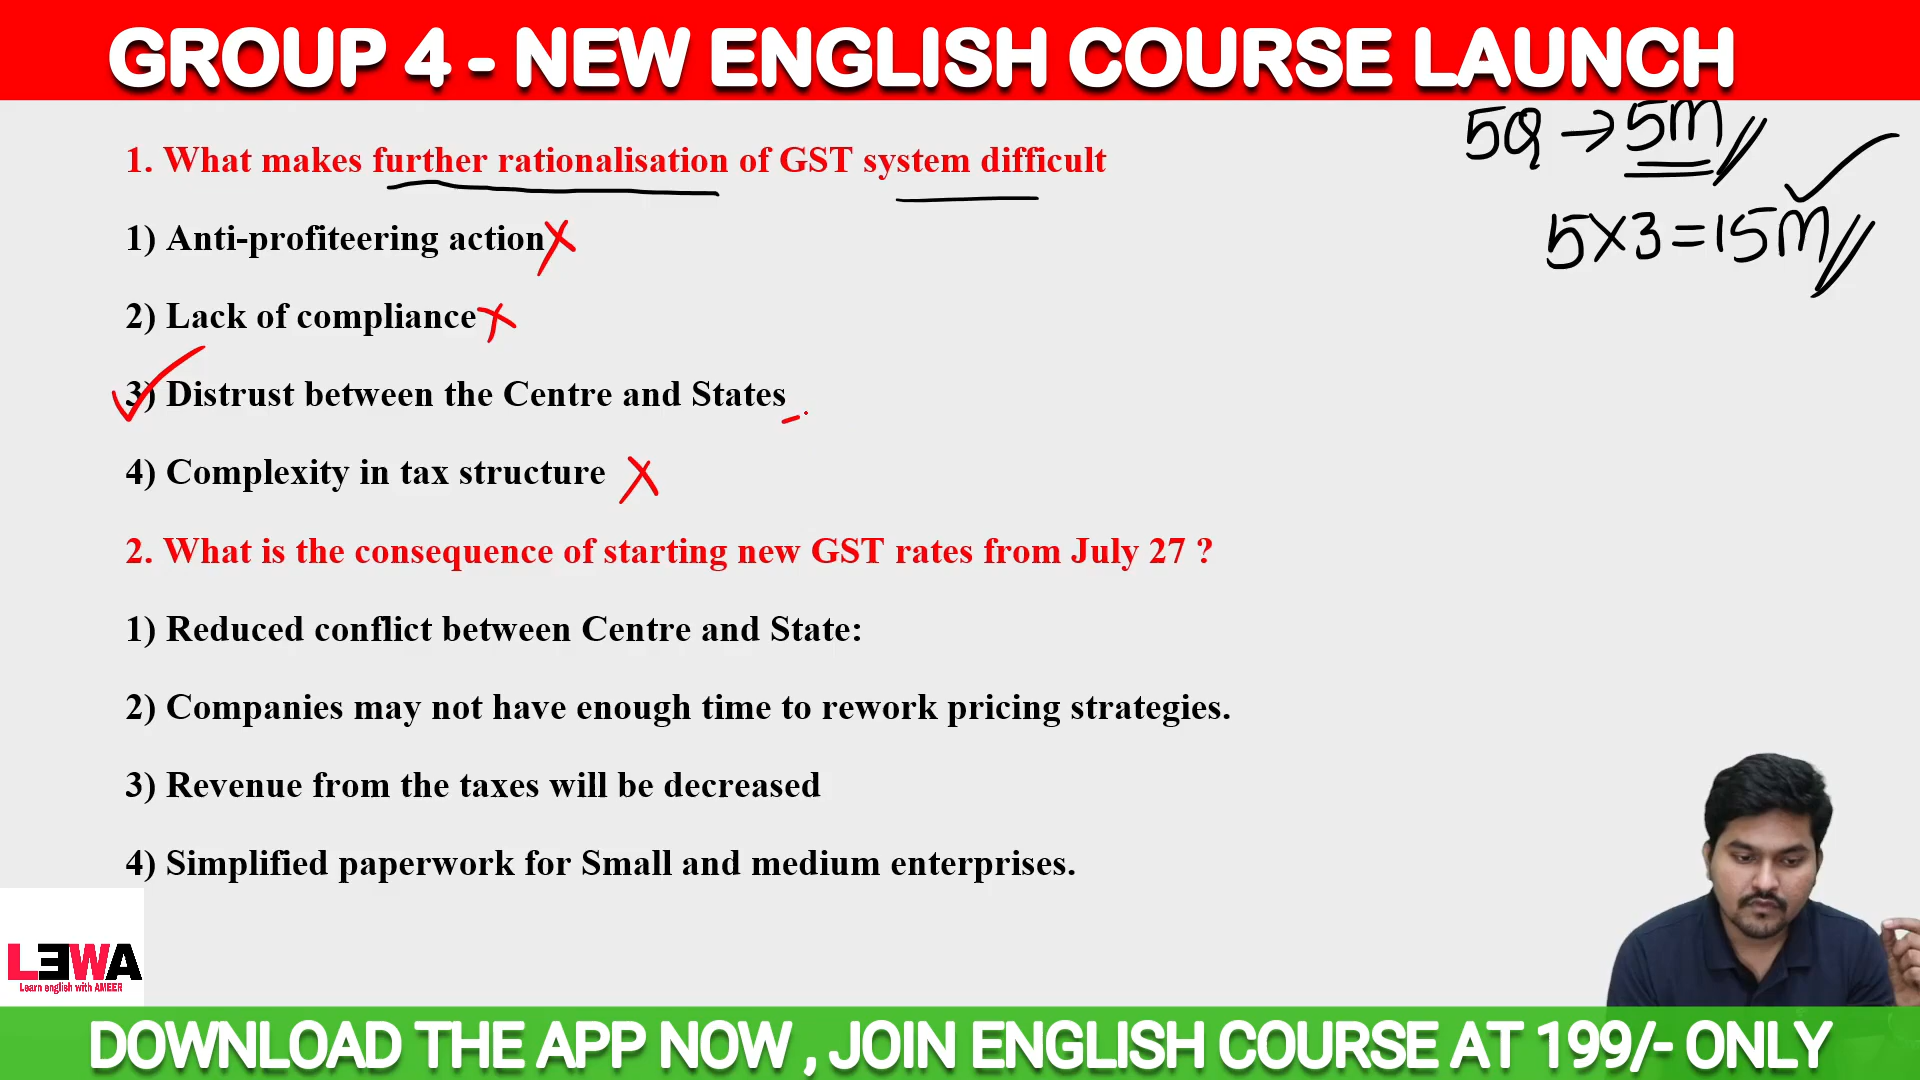 GROUP 4 - NEW ENGLISH COURSE LAUNCH
5Q → 5M
5X3=15M
1. What makes further rationalisation of GST system difficult
1) Anti-profiteering action
2) Lack of compliance
3) Distrust between the Centre and States
4) Complexity in tax structure
2. What is the consequence of starting new GST rates from July 27 ?
1) Reduced conflict between Centre and State:
2) Companies may not have enough time to rework pricing strategies.
3) Revenue from the taxes will be decreased
4) Simplified paperwork for Small and medium enterprises.
LEWA
Learn english with AMEER
DOWNLOAD THE APP NOW , JOIN ENGLISH COURSE AT 199/- ONLY